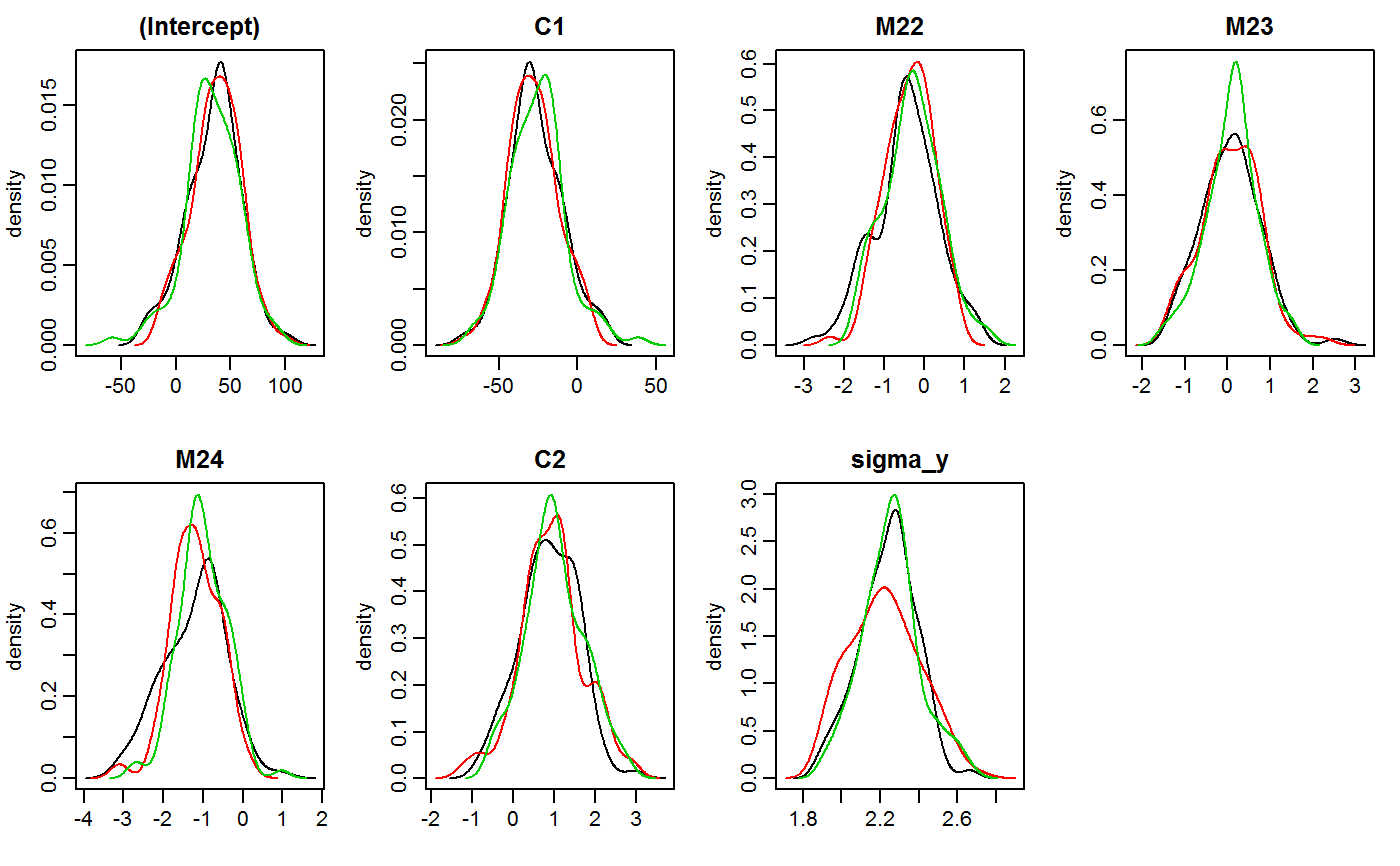 (Intercept)
density
0.000 0.005 0.010 0.015
-50 0 50 100
C1
density
0.000 0.010 0.020
-50 0 50
M22
density
0.0 0.1 0.2 0.3 0.4 0.5 0.6
-3 -2 -1 0 1 2
M23
density
0.0 0.2 0.4 0.6
-2 -1 0 1 2 3
M24
density
0.0 0.2 0.4 0.6
-4 -3 -2 -1 0 1 2
C2
density
0.0 0.1 0.2 0.3 0.4 0.5 0.6
-2 -1 0 1 2 3
sigma_y
density
0.0 0.5 1.0 1.5 2.0 2.5 3.0
1.8 2.2 2.6